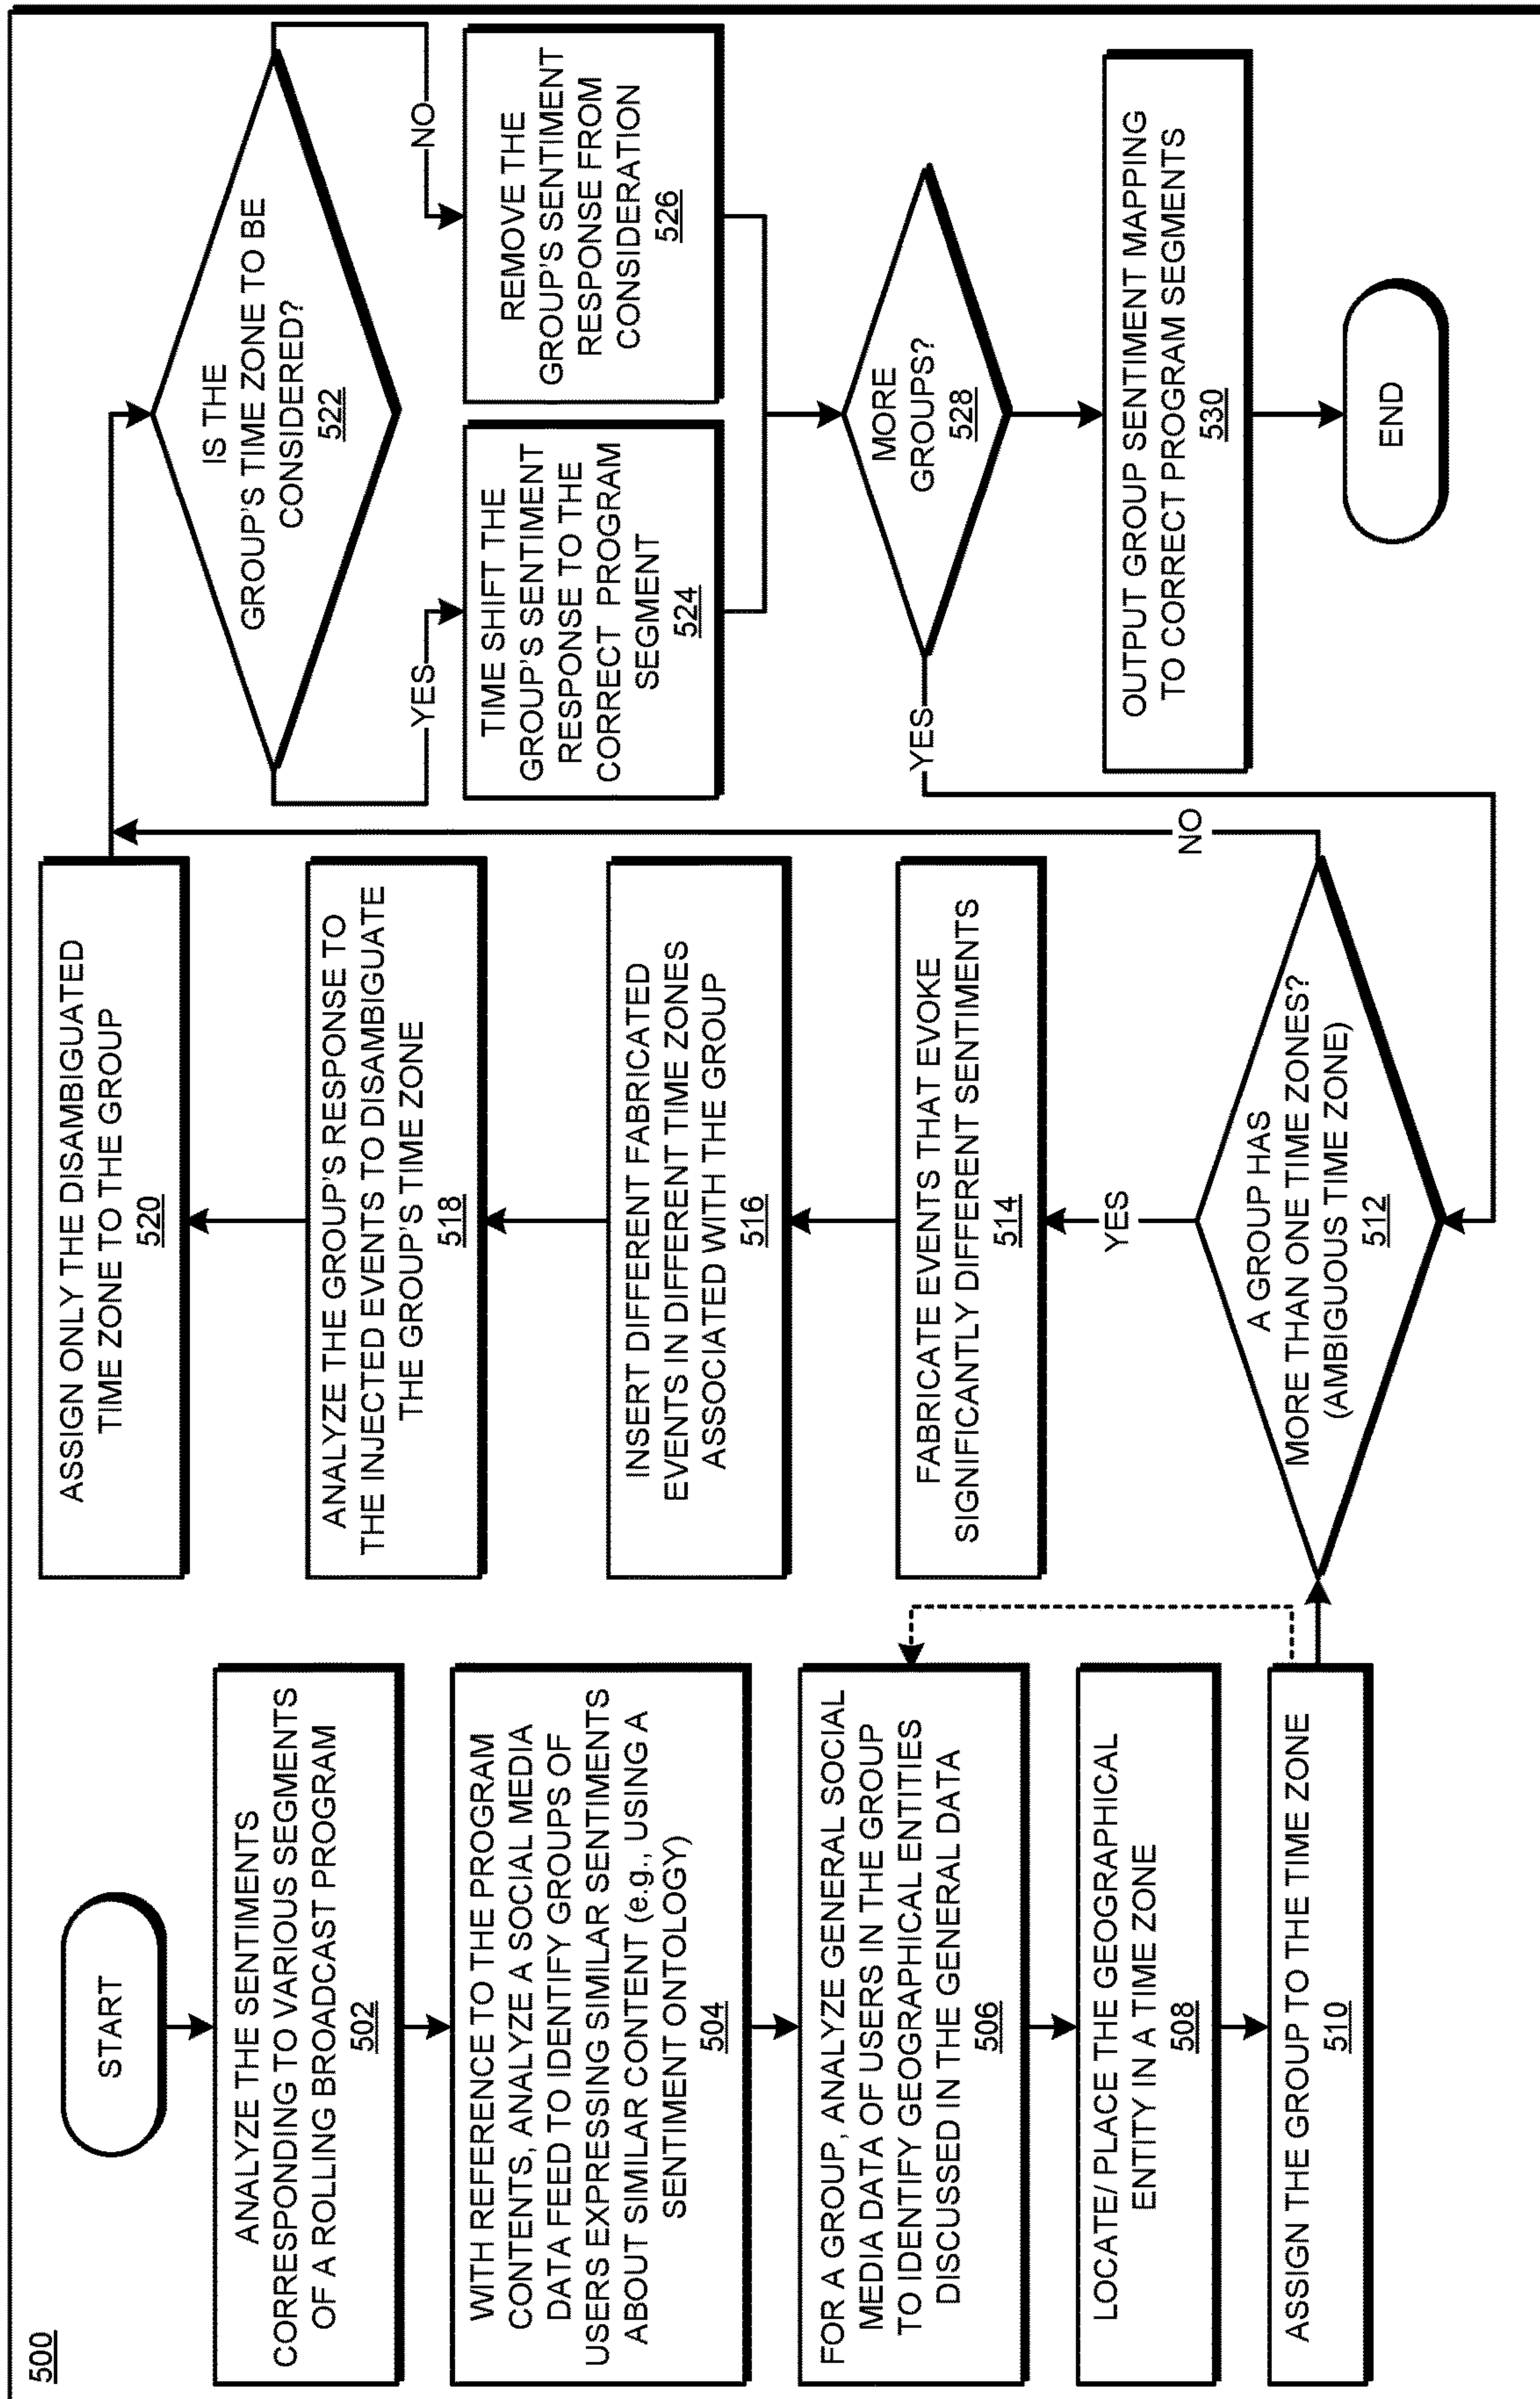 500
START
ANALYZE THE SENTIMENTS
CORRESPONDING TO VARIOUS SEGMENTS
OF A ROLLING BROADCAST PROGRAM
502
WITH REFERENCE TO THE PROGRAM
CONTENTS, ANALYZE A SOCIAL MEDIA
DATA FEED TO IDENTIFY GROUPS OF
USERS EXPRESSING SIMILAR SENTIMENTS
ABOUT SIMILAR CONTENT (e.g., USING A
SENTIMENT ONTOLOGY)
504
FOR A GROUP, ANALYZE GENERAL SOCIAL
MEDIA DATA OF USERS IN THE GROUP
TO IDENTIFY GEOGRAPHICAL ENTITIES
DISCUSSED IN THE GENERAL DATA
506
LOCATE/ PLACE THE GEOGRAPHICAL
ENTITY IN A TIME ZONE
508
ASSIGN THE GROUP TO THE TIME ZONE
510
A GROUP HAS
MORE THAN ONE TIME ZONES?
(AMBIGUOUS TIME ZONE)
512
YES
NO
FABRICATE EVENTS THAT EVOKE
SIGNIFICANTLY DIFFERENT SENTIMENTS
514
INSERT DIFFERENT FABRICATED
EVENTS IN DIFFERENT TIME ZONES
ASSOCIATED WITH THE GROUP
516
ANALYZE THE GROUP'S RESPONSE TO
THE INJECTED EVENTS TO DISAMBIGUATE
THE GROUP'S TIME ZONE
518
ASSIGN ONLY THE DISAMBIGUATED
TIME ZONE TO THE GROUP
520
IS THE
GROUP'S TIME ZONE TO BE
CONSIDERED?
522
YES
NO
TIME SHIFT THE
GROUP'S SENTIMENT
RESPONSE TO THE
CORRECT PROGRAM
SEGMENT
524
REMOVE THE
GROUP'S SENTIMENT
RESPONSE FROM
CONSIDERATION
526
MORE
GROUPS?
528
YES
OUTPUT GROUP SENTIMENT MAPPING
TO CORRECT PROGRAM SEGMENTS
530
END